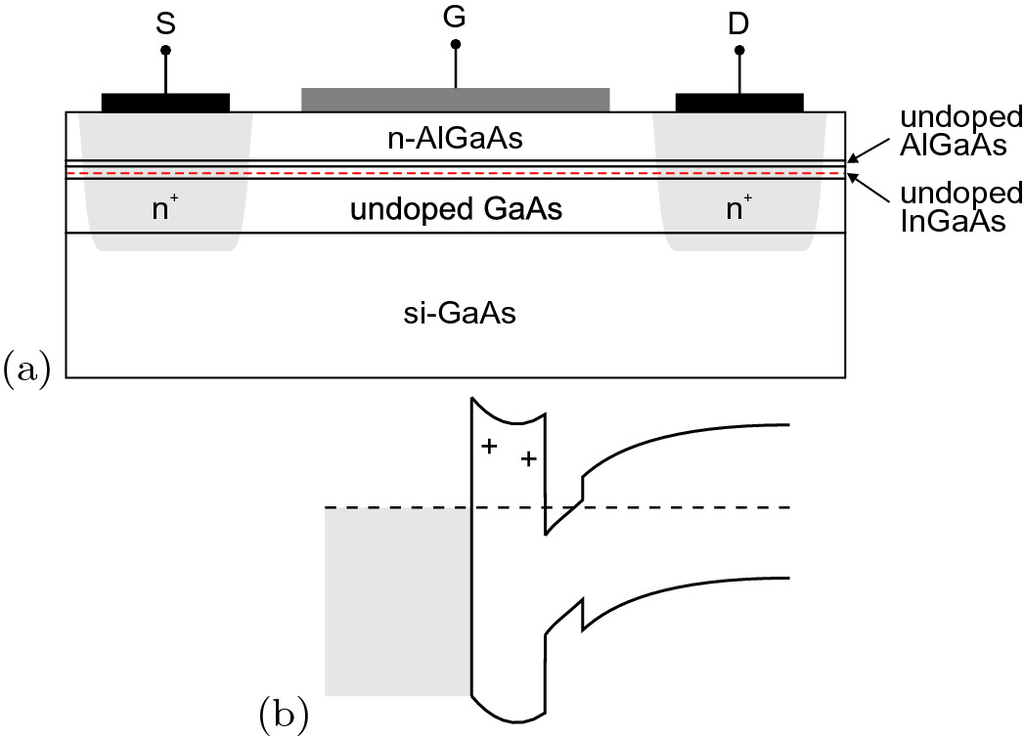 S
G
D
n-AlGaAs
undoped
AlGaAs
n⁺
undoped GaAs
n⁺
undoped
InGaAs
si-GaAs
(a)
+
+
(b)